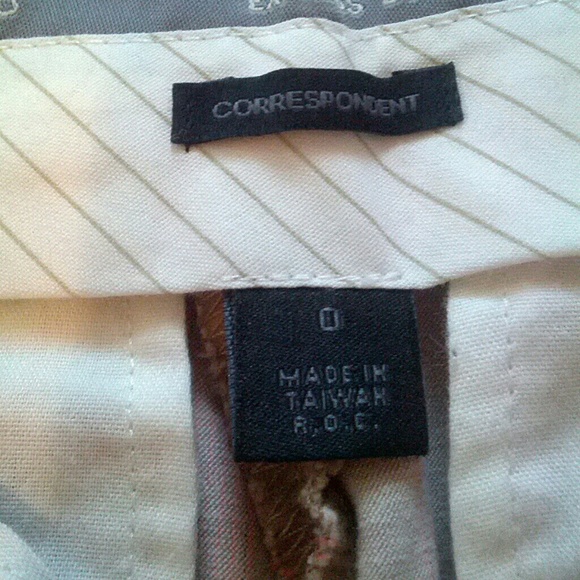 CORRESPONDENT
0
MADE IN
TAIWAN
R.O.C.